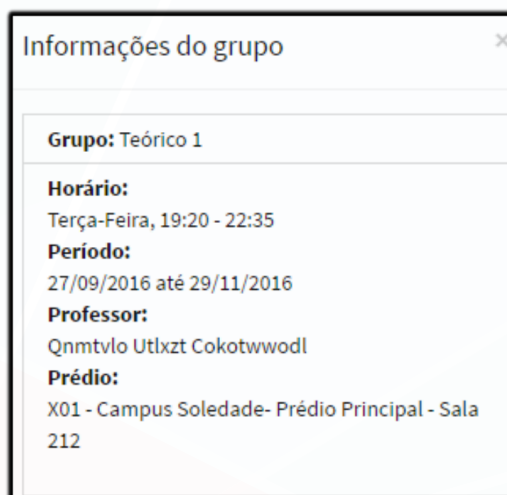 Informações do grupo
×
Grupo: Teórico 1
Horário:
Terça-Feira, 19:20 - 22:35
Período:
27/09/2016 até 29/11/2016
Professor:
Qnmtvlo Utlxzt Cokotwwodl
Prédio:
X01 - Campus Soledade- Prédio Principal - Sala
212